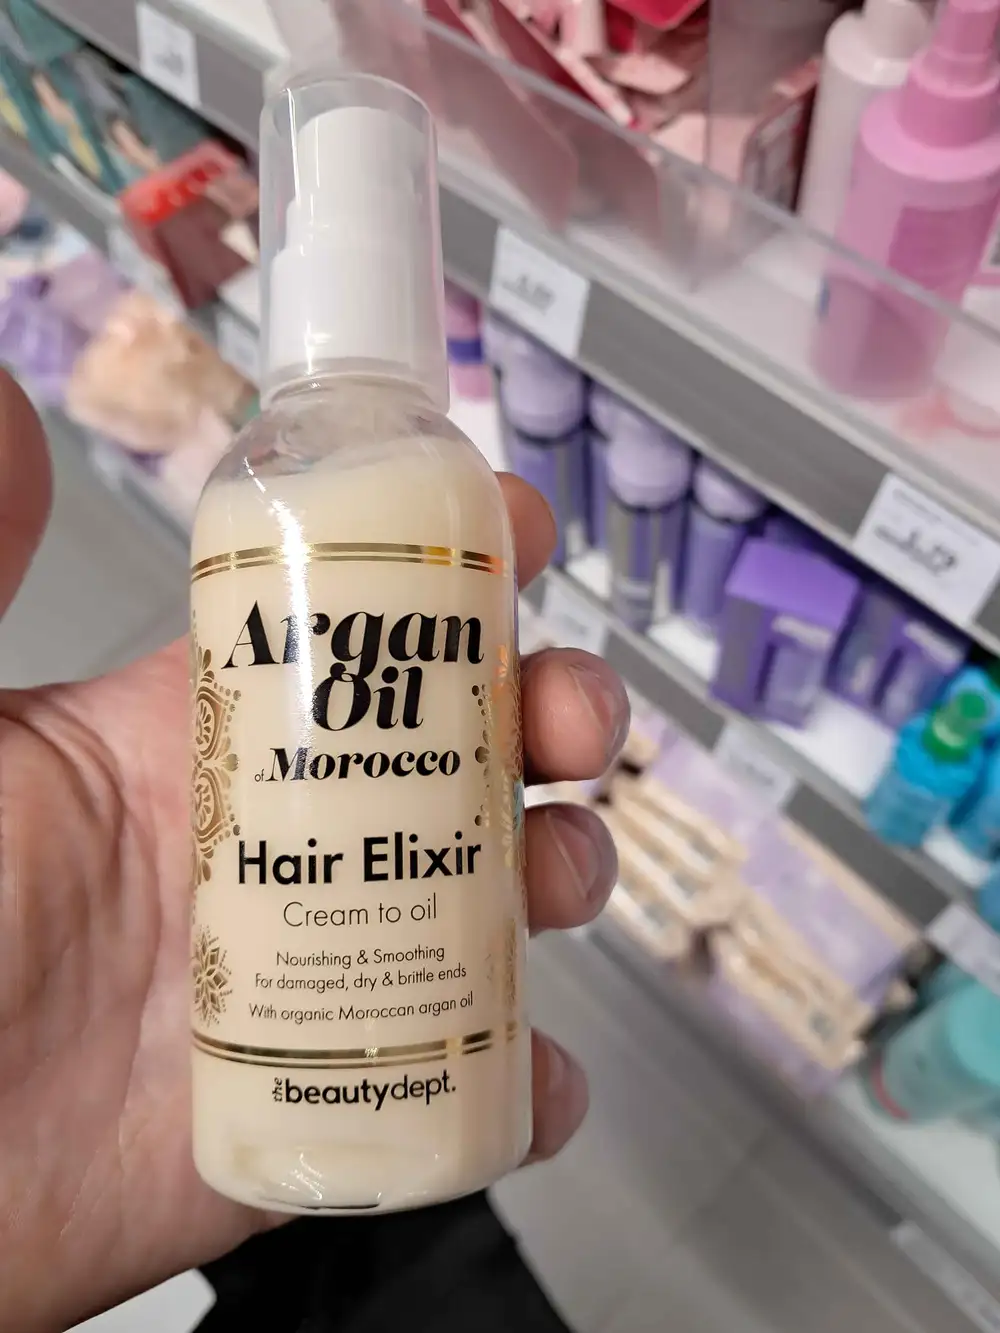 Argan
Oil
of Morocco
Hair Elixir
Cream to oil
Nourishing & Smoothing
For damaged, dry & brittle ends
With organic Moroccan argan oil
the beautydept.